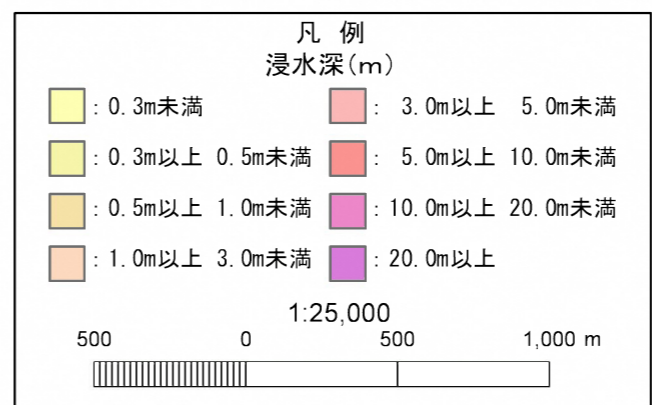 凡 例
浸水深(m)
: 0.3m未満
: 0.3m以上 0.5m未満
: 0.5m以上 1.0m未満
: 1.0m以上 3.0m未満
: 3.0m以上 5.0m未満
: 5.0m以上 10.0m未満
: 10.0m以上 20.0m未満
: 20.0m以上
1:25,000
500 0 500 1,000 m